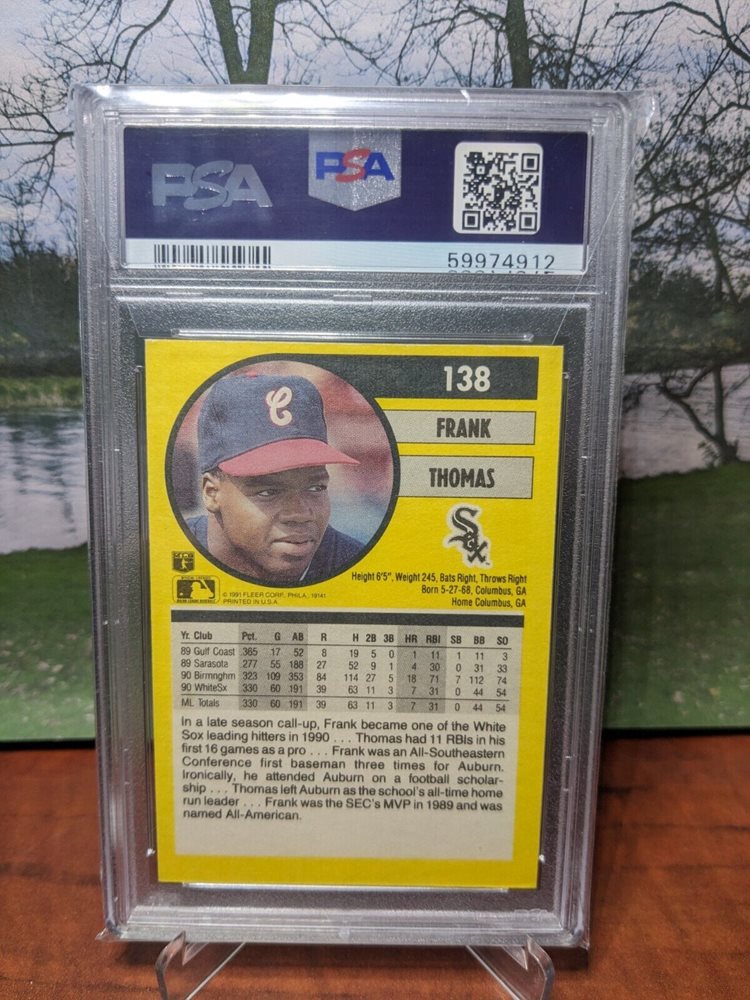 PSA
PSA
59974912
138
FRANK
THOMAS
Sox
C
Height 6'5", Weight 245, Bats Right, Throws Right
Born 5-27-68, Columbus, GA
Home Columbus, GA
© 1991 FLEER CORP., PHILA., 19141
PRINTED IN U.S.A.
Yr. Club Pct. G AB R H 2B 3B HR RBI SB BB SO
89 Gulf Coast 365 17 52 8 19 5 0 1 11 1 11 3
89 Sarasota 277 55 188 27 52 9 1 4 30 0 31 33
90 Birmnghm 323 109 353 84 114 27 5 18 71 7 112 74
90 WhiteSx 330 60 191 39 63 11 3 7 31 0 44 54
ML Totals 330 60 191 39 63 11 3 7 31 0 44 54
In a late season call-up, Frank became one of the White
Sox leading hitters in 1990 . . . Thomas had 11 RBIs in his
first 16 games as a pro . . . Frank was an All-Southeastern
Conference first baseman three times for Auburn.
Ironically, he attended Auburn on a football scholar-
ship . . . Thomas left Auburn as the school's all-time home
run leader . . . Frank was the SEC's MVP in 1989 and was
named All-American.